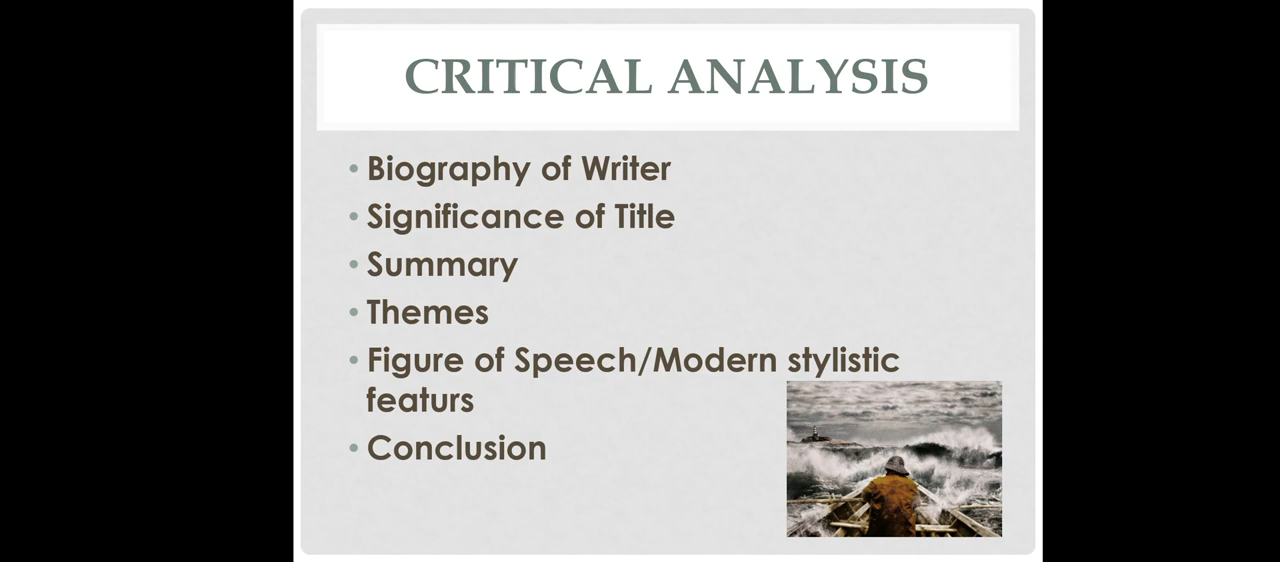 CRITICAL ANALYSIS
• Biography of Writer
• Significance of Title
• Summary
• Themes
• Figure of Speech/Modern stylistic
featurs
• Conclusion